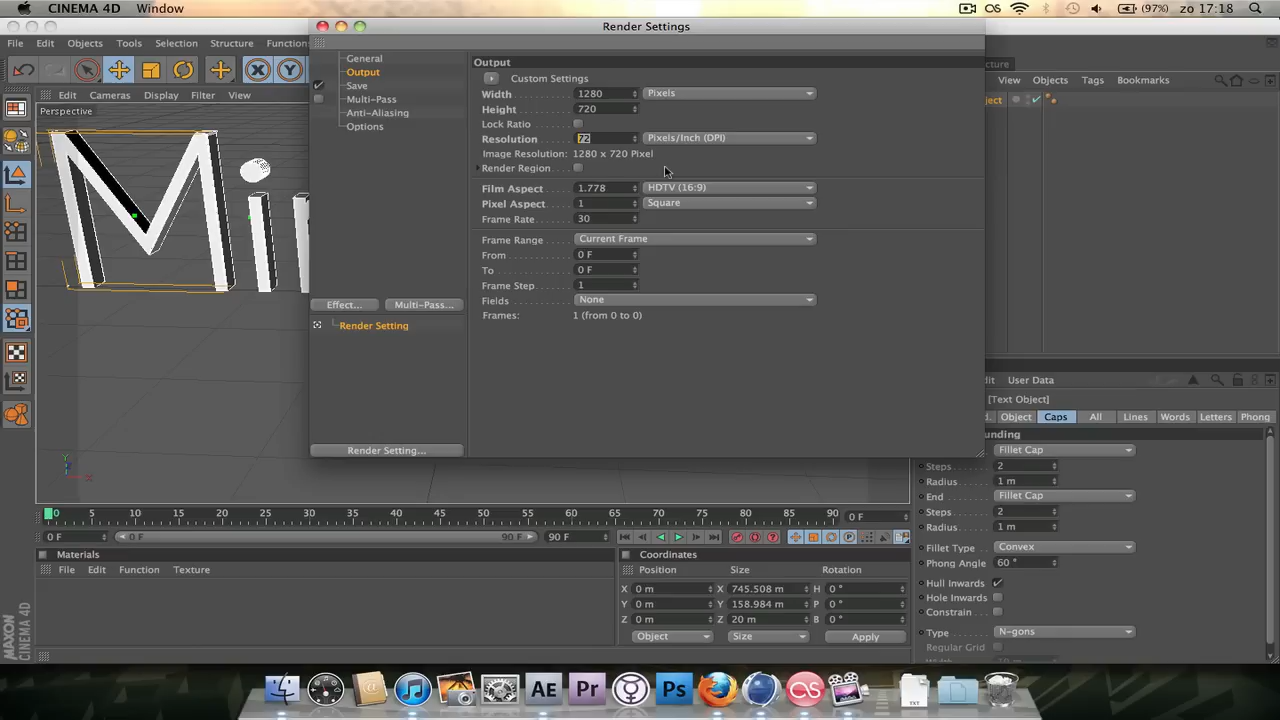 CINEMA 4D Window
OS (97%) zo 17:18
Render Settings
File Edit Objects Tools Selection Structure Functio
General
Output
Save
Multi-Pass
Anti-Aliasing
Options
Effect... Multi-Pass...
Render Setting
Render Setting...
Output
Custom Settings
Width 1280 Pixels
Height 720
Lock Ratio
Resolution 72 Pixels/Inch (DPI)
Image Resolution: 1280 x 720 Pixel
Render Region
Film Aspect 1.778 HDTV (16:9)
Pixel Aspect 1 Square
Frame Rate 30
Frame Range Current Frame
From 0 F
To 0 F
Frame Step 1
Fields None
Frames: 1 (from 0 to 0)
X Y
Edit Cameras Display Filter View
Perspective
Mi
Y
X
cture
View Objects Tags Bookmarks
ject
dit User Data
[Text Object]
d. Object Caps All Lines Words Letters Phong
unding
Fillet Cap
Steps 2
Radius 1 m
End Fillet Cap
Steps 2
Radius 1 m
Fillet Type Convex
Phong Angle 60 °
Hull Inwards
Hole Inwards
Constrain
Type N-gons
Regular Grid
0 5 10 15 20 25 30 35 40 45 50 55 60 65 70 75 80 85 90 0 F
0 F 0 F 90 F 90 F
Materials
File Edit Function Texture
Coordinates
Position Size Rotation
X 0 m X 745.508 m H 0 °
Y 0 m Y 158.984 m P 0 °
Z 0 m Z 20 m B 0 °
Object Size Apply
MAXON
CINEMA 4D
AE Pr Ps TXT